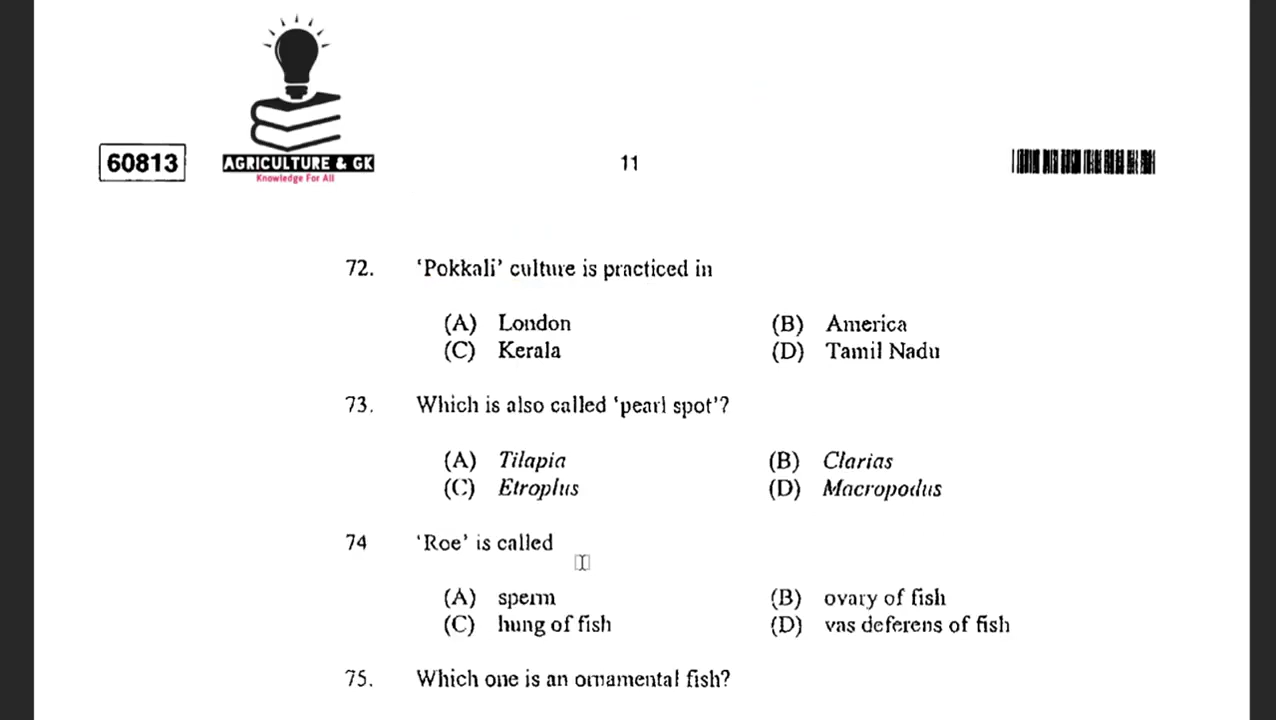 AGRICULTURE & GK
Knowledge For All
60813
11
72. ‘Pokkali’ culture is practiced in
(A) London (B) America
(C) Kerala (D) Tamil Nadu
73. Which is also called ‘pearl spot’?
(A) Tilapia (B) Clarias
(C) Etroplus (D) Macropodus
74 ‘Roe’ is called
(A) sperm (B) ovary of fish
(C) hung of fish (D) vas deferens of fish
75. Which one is an ornamental fish?